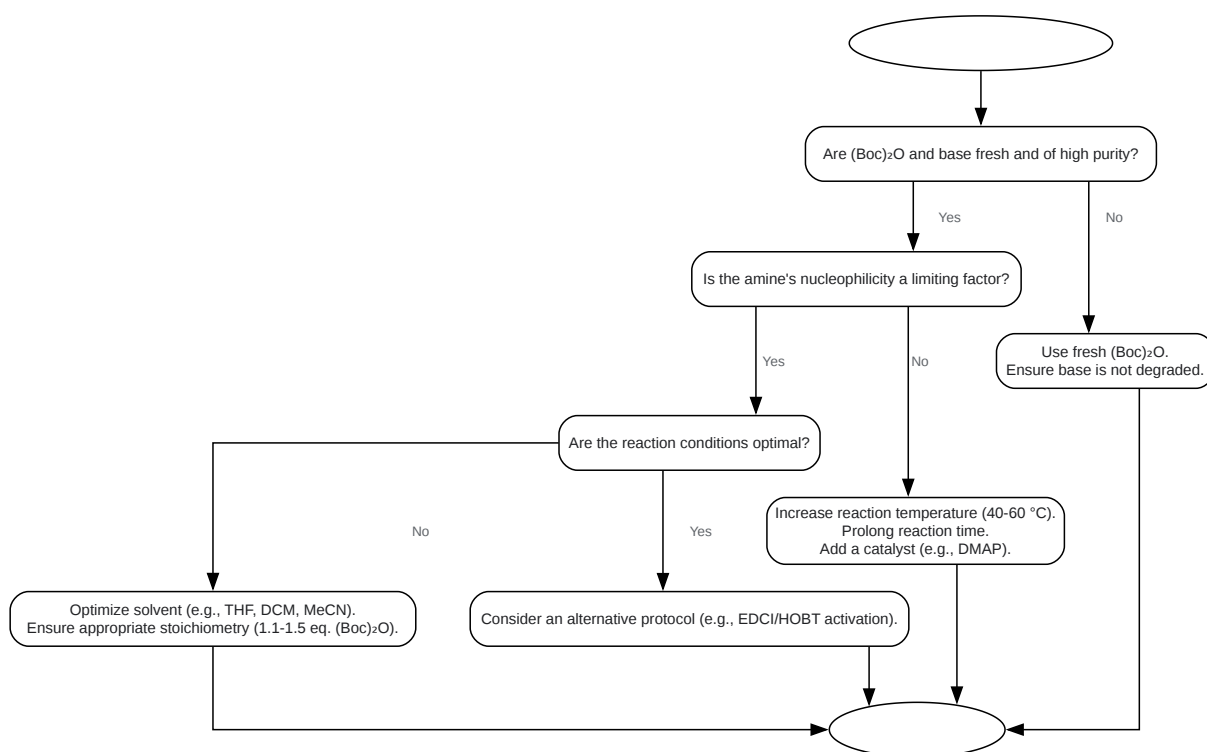 Are (Boc)₂O and base fresh and of high purity?
Yes
No
Is the amine's nucleophilicity a limiting factor?
Use fresh (Boc)₂O.
Ensure base is not degraded.
Yes
No
Are the reaction conditions optimal?
Increase reaction temperature (40-60 °C).
Prolong reaction time.
Add a catalyst (e.g., DMAP).
No
Yes
Optimize solvent (e.g., THF, DCM, MeCN).
Ensure appropriate stoichiometry (1.1-1.5 eq. (Boc)₂O).
Consider an alternative protocol (e.g., EDCI/HOBT activation).